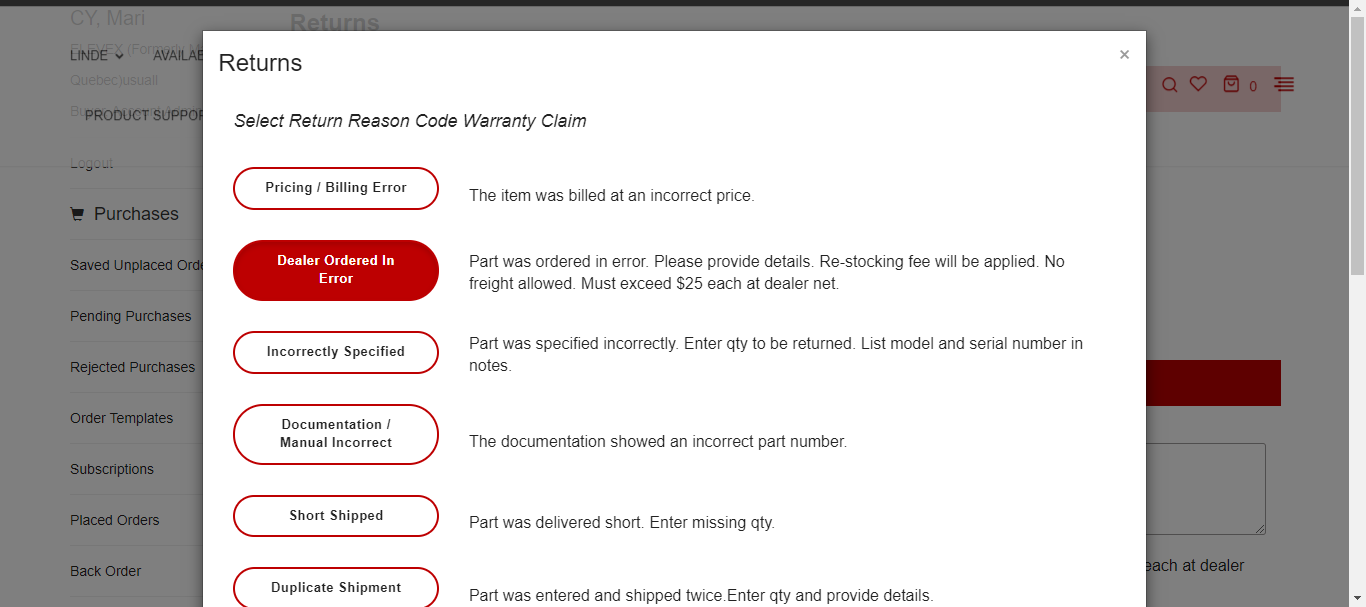 CY, Mari
Returns
LINDE
Quebec)usuall
PRODUCT SUPPOR
Logout
0
Purchases
Saved Unplaced Orde
Pending Purchases
Rejected Purchases
Order Templates
Subscriptions
Placed Orders
Back Order
Returns
×
Select Return Reason Code Warranty Claim
Pricing / Billing Error
The item was billed at an incorrect price.
Dealer Ordered In
Error
Part was ordered in error. Please provide details. Re-stocking fee will be applied. No
freight allowed. Must exceed $25 each at dealer net.
Incorrectly Specified
Part was specified incorrectly. Enter qty to be returned. List model and serial number in
notes.
Documentation /
Manual Incorrect
The documentation showed an incorrect part number.
Short Shipped
Part was delivered short. Enter missing qty.
Duplicate Shipment
Part was entered and shipped twice.Enter qty and provide details.
each at dealer